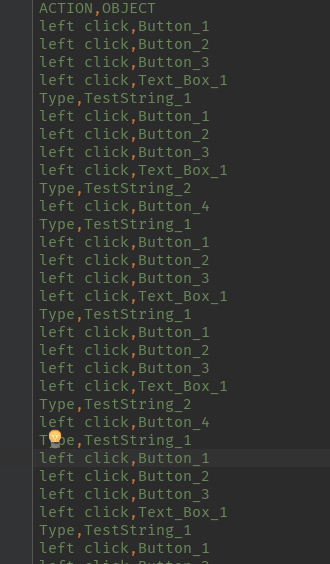 ACTION,OBJECT
left click,Button_1
left click,Button_2
left click,Button_3
left click,Text_Box_1
Type,TestString_1
left click,Button_1
left click,Button_2
left click,Button_3
left click,Text_Box_1
Type,TestString_2
left click,Button_4
Type,TestString_1
left click,Button_1
left click,Button_2
left click,Button_3
left click,Text_Box_1
Type,TestString_1
left click,Button_1
left click,Button_2
left click,Button_3
left click,Text_Box_1
Type,TestString_2
left click,Button_4
Type,TestString_1
left click,Button_1
left click,Button_2
left click,Button_3
left click,Text_Box_1
Type,TestString_1
left click,Button_1